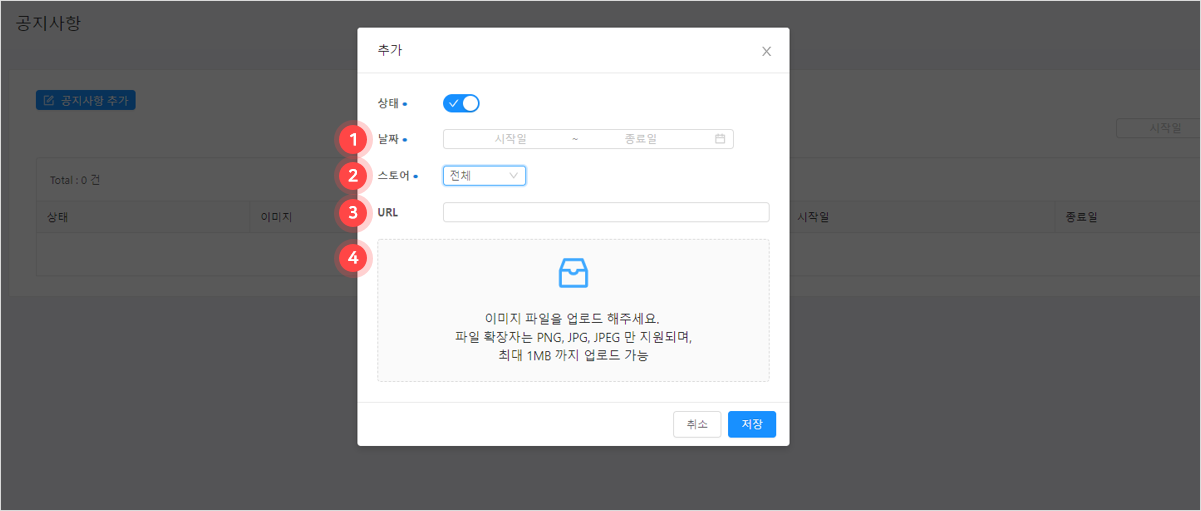 공지사항
추가
공지사항 추가
상태
1 날짜 시작일 ~ 종료일
시작일
2 스토어 전체
Total : 0 건
3 URL
상태 이미지 시작일 종료일
4
이미지 파일을 업로드 해주세요.
파일 확장자는 PNG, JPG, JPEG 만 지원되며,
최대 1MB 까지 업로드 가능
취소 저장